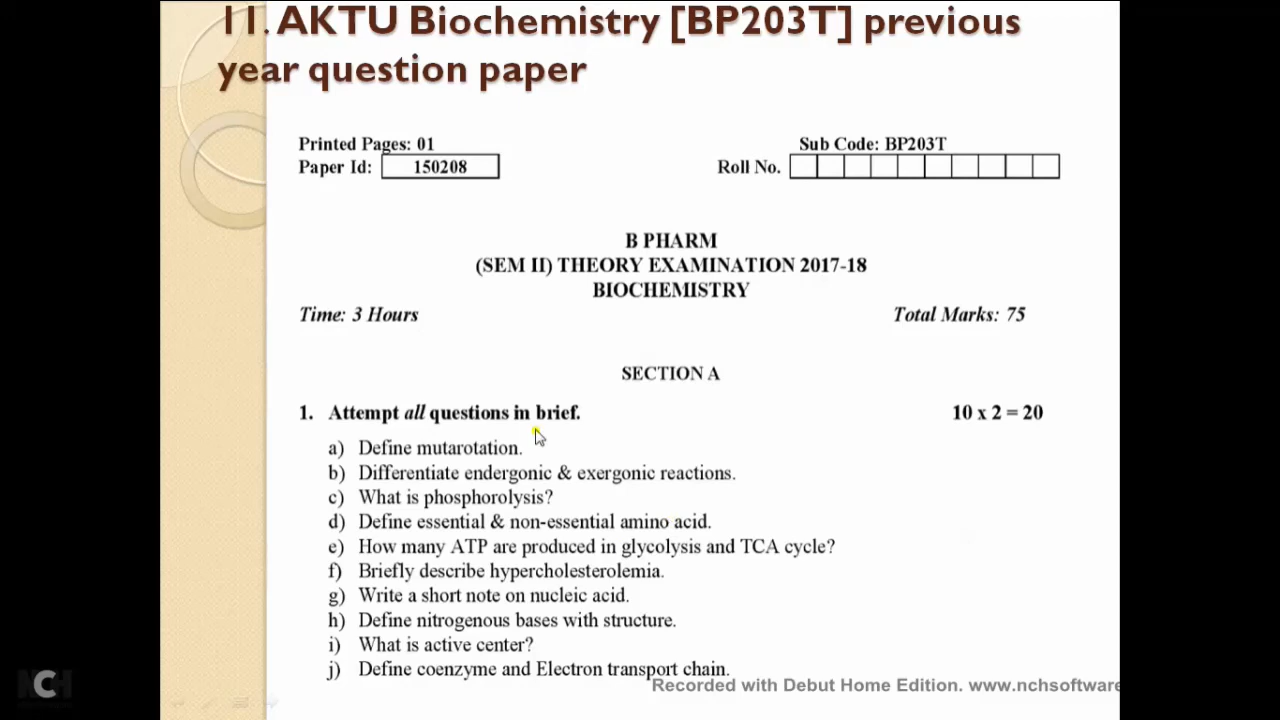 11. AKTU Biochemistry [BP203T] previous
year question paper
Printed Pages: 01 Sub Code: BP203T
Paper Id: 150208 Roll No.
B PHARM
(SEM II) THEORY EXAMINATION 2017-18
BIOCHEMISTRY
Time: 3 Hours Total Marks: 75
SECTION A
1. Attempt all questions in brief. 10 x 2 = 20
a) Define mutarotation.
b) Differentiate endergonic & exergonic reactions.
c) What is phosphorolysis?
d) Define essential & non-essential amino acid.
e) How many ATP are produced in glycolysis and TCA cycle?
f) Briefly describe hypercholesterolemia.
g) Write a short note on nucleic acid.
h) Define nitrogenous bases with structure.
i) What is active center?
j) Define coenzyme and Electron transport chain.
Recorded with Debut Home Edition. www.nchsoftware
NCH